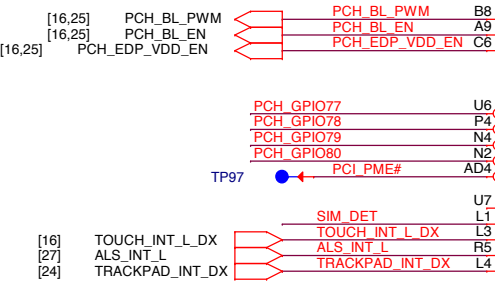 [16,25] PCH_BL_PWM PCH_BL_PWM B8
[16,25] PCH_BL_EN PCH_BL_EN A9
[16,25] PCH_EDP_VDD_EN PCH_EDP_VDD_EN C6
PCH_GPIO77 U6
PCH_GPIO78 P4
PCH_GPIO79 N4
PCH_GPIO80 N2
TP97 PCI_PME# AD4
U7
SIM_DET L1
[16] TOUCH_INT_L_DX TOUCH_INT_L_DX L3
[27] ALS_INT_L ALS_INT_L R5
[24] TRACKPAD_INT_DX TRACKPAD_INT_DX L4